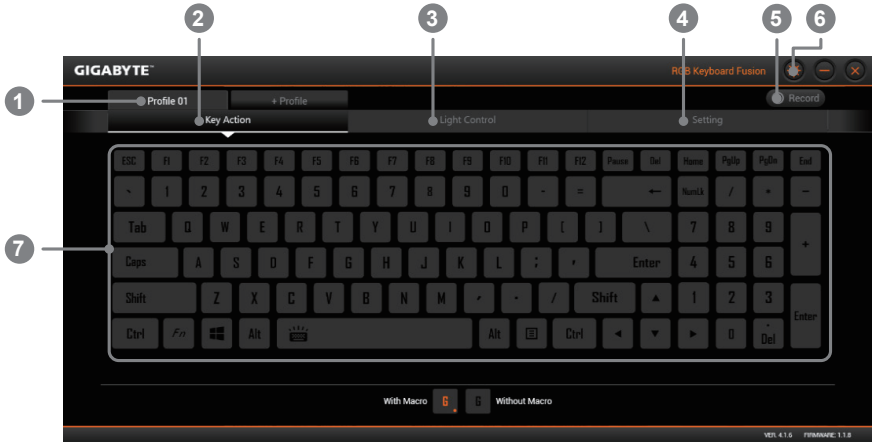 2 3 4 5 6
GIGABYTE™
RGB Keyboard Fusion
1
Profile 01 + Profile
Record
Key Action Light Control Setting
ESC F1 F2 F3 F4 F5 F6 F7 F8 F9 F10 F11 F12 Pause Del Home PgUp PgDn End
` 1 2 3 4 5 6 7 8 9 0 - = ← NumLk / * −
Tab Q W E R T Y U I O P [ ] \ 7 8 9 +
7
Caps A S D F G H J K L ; ' Enter 4 5 6
Shift Z X C V B N M , . / Shift ▲ 1 2 3 Enter
Ctrl Fn Alt Alt Ctrl ◄ ▼ ► 0 . Del
With Macro G G Without Macro
VER. 4.1.6 FIRMWARE: 1.1.8